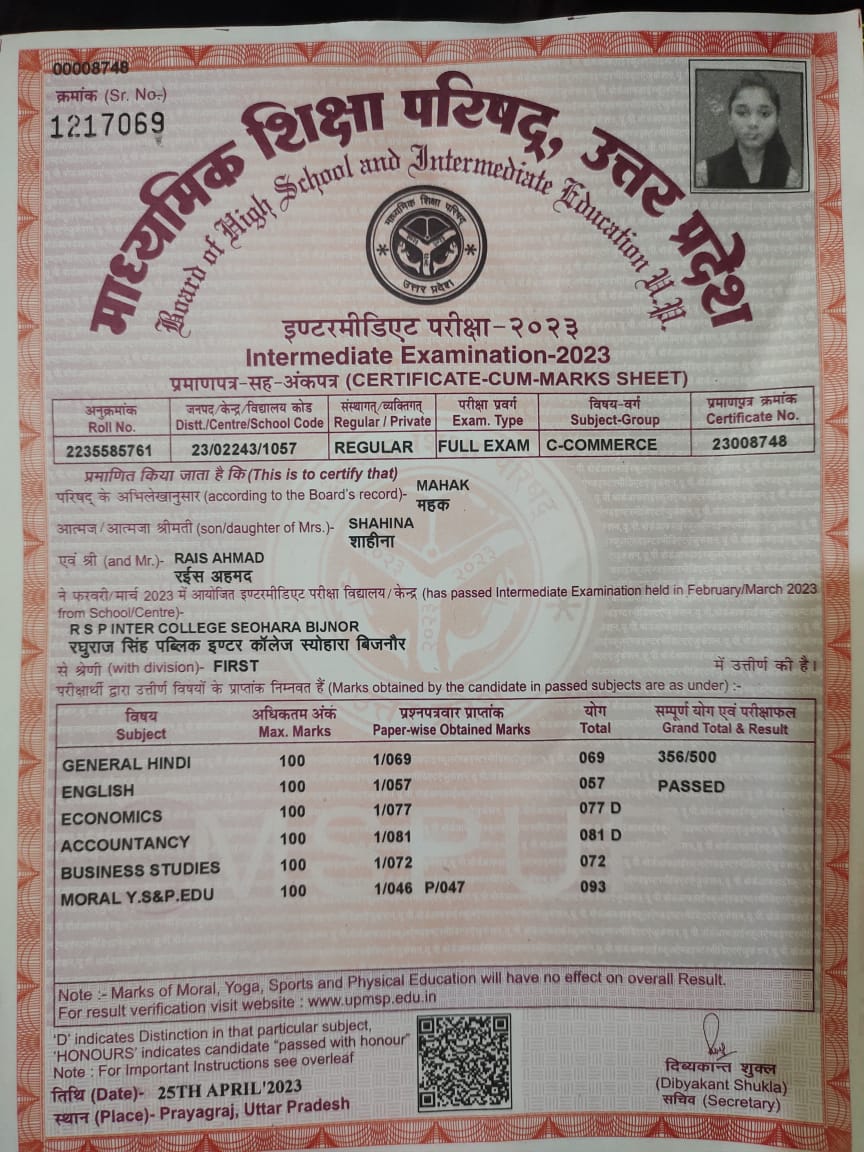 00008748
क्रमांक (Sr. No.-)
1217069
माध्यमिक शिक्षा परिषद्, उत्तर प्रदेश
Board of High School and Intermediate Education U.P.
माध्यमिक शिक्षा परिषद्
उत्तर प्रदेश
इण्टरमीडिएट परीक्षा-२०२३
Intermediate Examination-2023
प्रमाणपत्र-सह-अंकपत्र (CERTIFICATE-CUM-MARKS SHEET)
अनुक्रमांक जनपद/केन्द्र/विद्यालय कोड संस्थागत्/व्यक्तिगत् परीक्षा प्रवर्ग विषय-वर्ग प्रमाणपत्र क्रमांक
Roll No. Distt./Centre/School Code Regular / Private Exam. Type Subject-Group Certificate No.
2235585761 23/02243/1057 REGULAR FULL EXAM C-COMMERCE 23008748
प्रमाणित किया जाता है कि (This is to certify that)
परिषद् के अभिलेखानुसार (according to the Board's record)- MAHAK
महक
आत्मज/आत्मजा श्रीमती (son/daughter of Mrs.)- SHAHINA
शाहीना
एवं श्री (and Mr.)- RAIS AHMAD
रईस अहमद
ने फरवरी/मार्च 2023 में आयोजित इण्टरमीडिएट परीक्षा विद्यालय/केन्द्र (has passed Intermediate Examination held in February/March 2023
from School/Centre)-
R S P INTER COLLEGE SEOHARA BIJNOR
रघुराज सिंह पब्लिक इण्टर कॉलेज स्योहारा बिजनौर
से श्रेणी (with division)- FIRST में उत्तीर्ण की है।
परीक्षार्थी द्वारा उत्तीर्ण विषयों के प्राप्तांक निम्नवत हैं (Marks obtained by the candidate in passed subjects are as under) :-
विषय अधिकतम अंक प्रश्नपत्रवार प्राप्तांक योग सम्पूर्ण योग एवं परीक्षाफल
Subject Max. Marks Paper-wise Obtained Marks Total Grand Total & Result
GENERAL HINDI 100 1/069 069 356/500
ENGLISH 100 1/057 057 PASSED
ECONOMICS 100 1/077 077 D
ACCOUNTANCY 100 1/081 081 D
BUSINESS STUDIES 100 1/072 072
MORAL Y.S&P.EDU 100 1/046 P/047 093
Note :- Marks of Moral, Yoga, Sports and Physical Education will have no effect on overall Result.
For result verification visit website : www.upmsp.edu.in
'D' indicates Distinction in that particular subject,
'HONOURS' indicates candidate "passed with honour"
Note : For Important Instructions see overleaf
तिथि (Date)- 25TH APRIL'2023
स्थान (Place)- Prayagraj, Uttar Pradesh
दिब्यकान्त शुक्ल
(Dibyakant Shukla)
सचिव (Secretary)